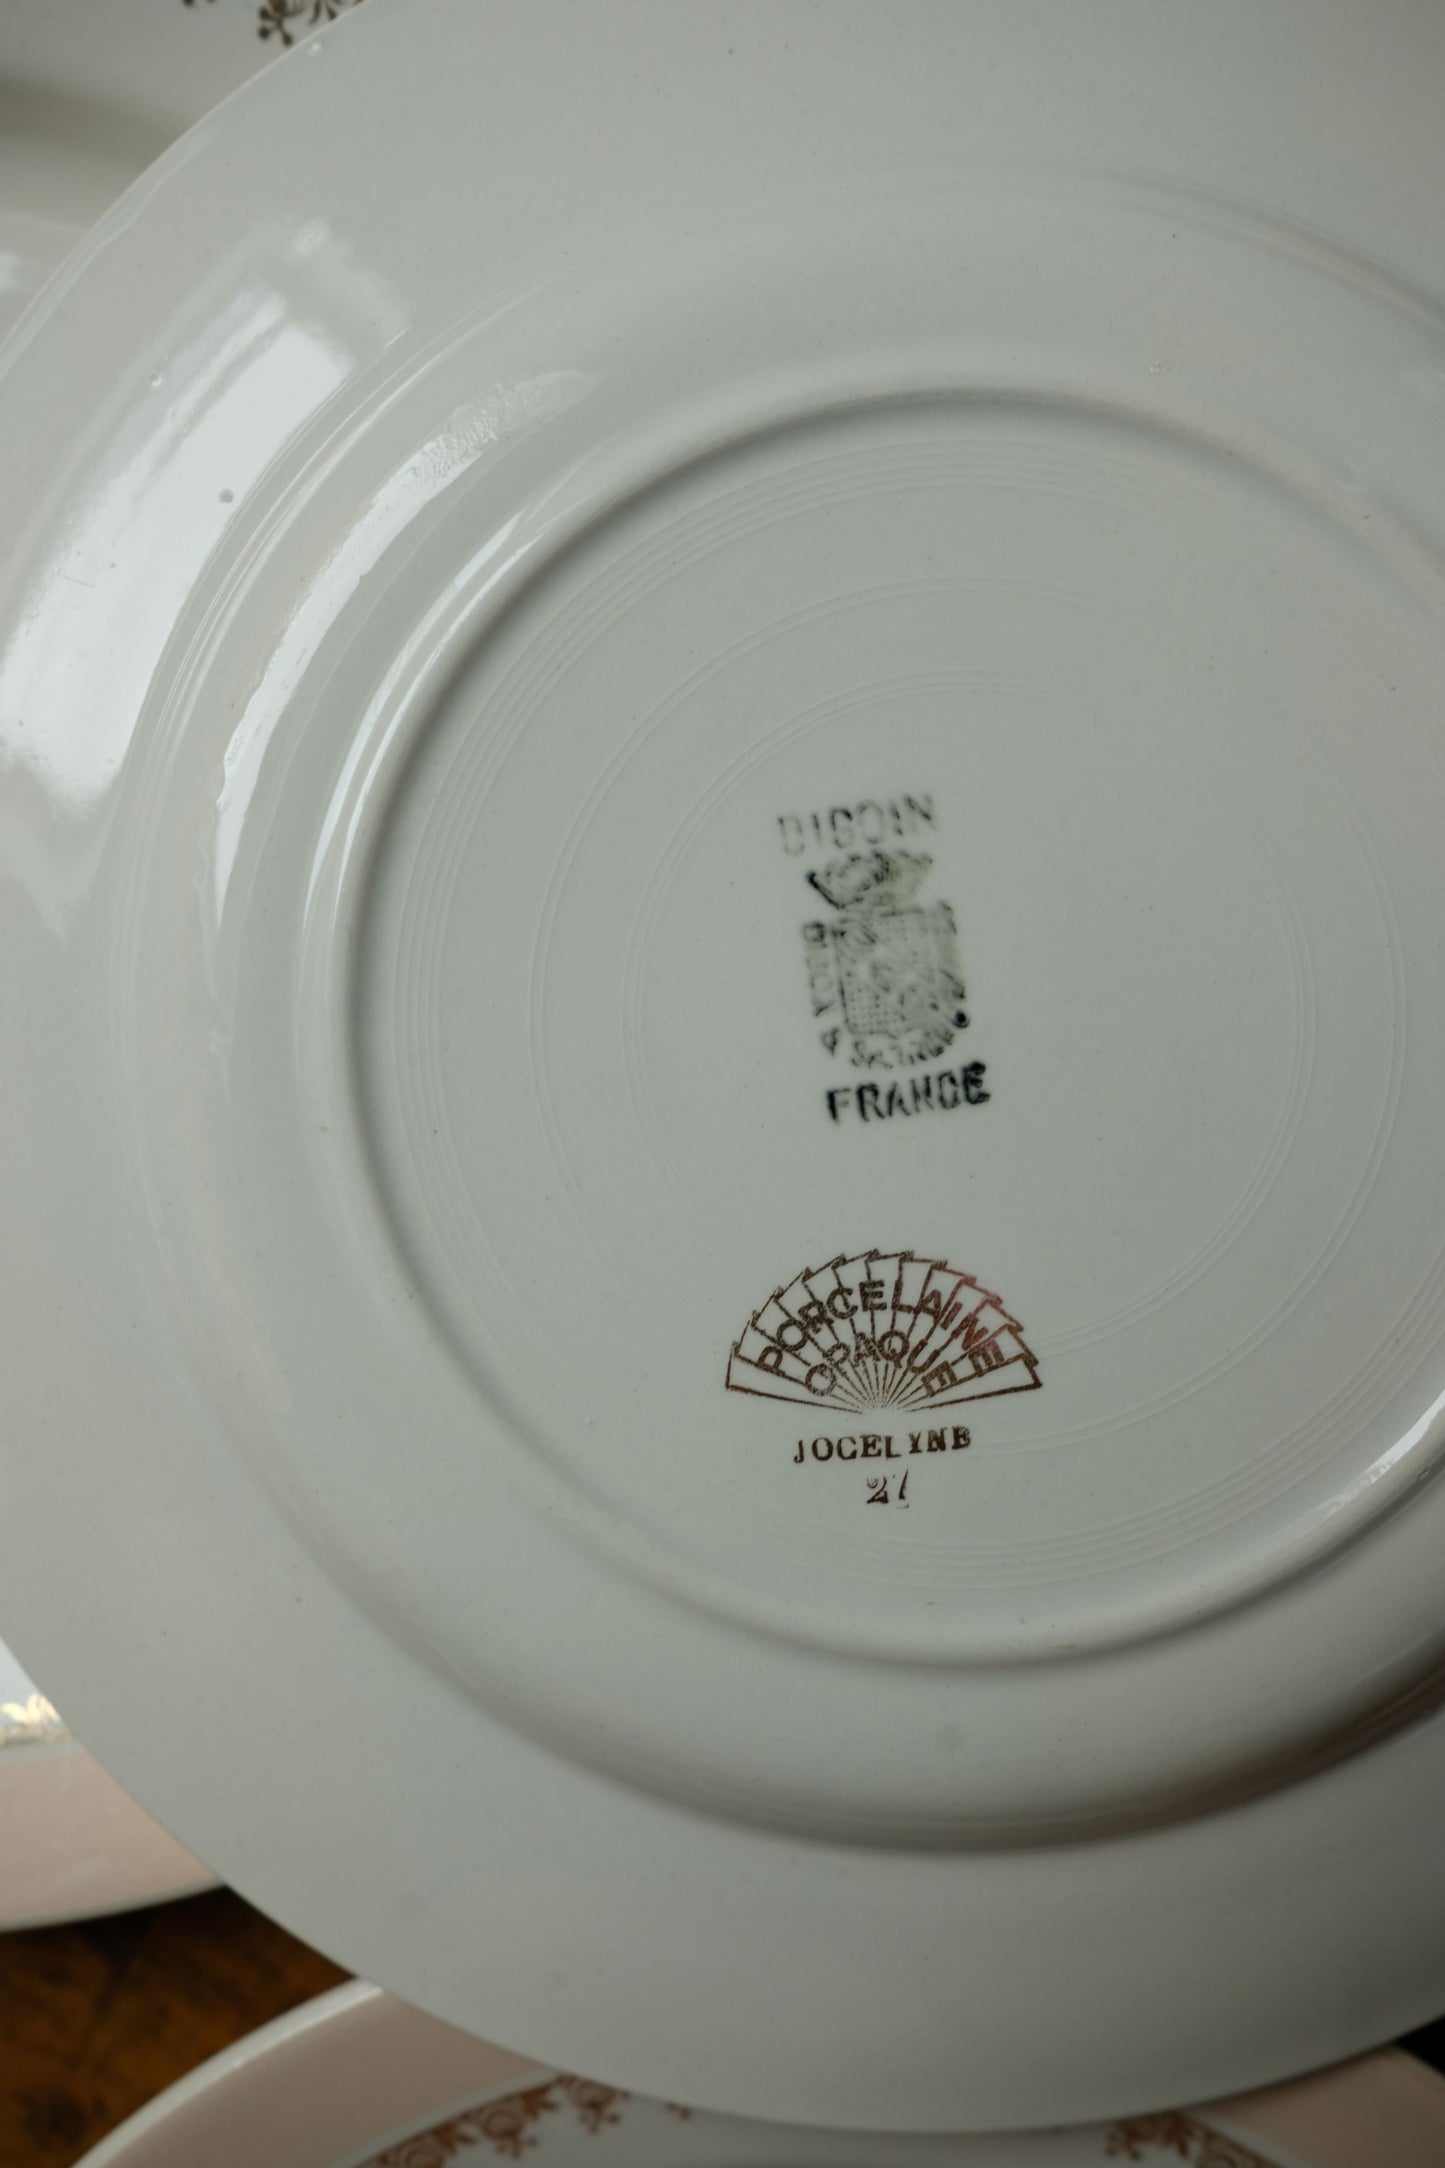 DIGOIN
& 
FRANCE
PORCELAINE
OPAQUE
JOCELYNE
27